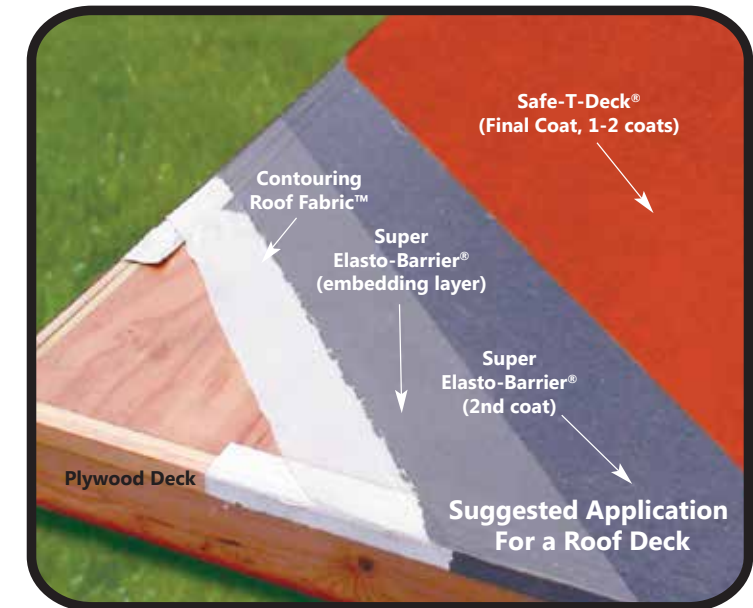 Safe-T-Deck®
(Final Coat, 1-2 coats)
Contouring
Roof Fabric™
Super
Elasto-Barrier®
(embedding layer)
Super
Elasto-Barrier®
(2nd coat)
Plywood Deck
Suggested Application
For a Roof Deck